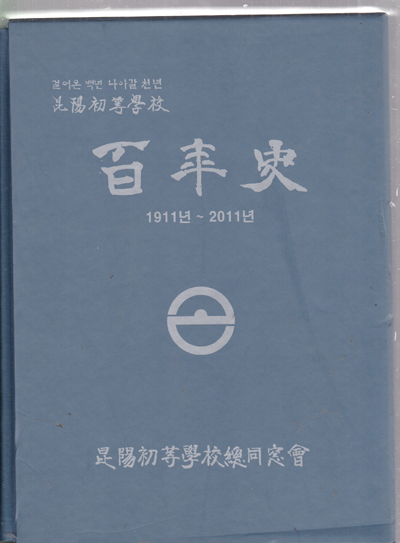 걸어온 백년 나아갈 천년
昆陽初等學校
百年史
1911년 ~ 2011년
昆陽初等學校總同窓會